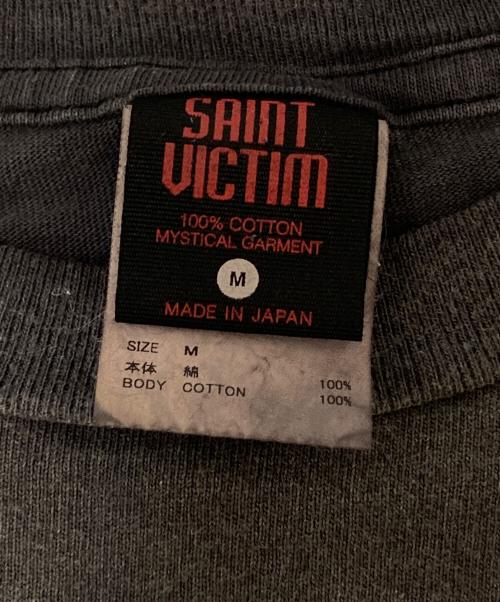 SAINT
VICTIM
100% COTTON
MYSTICAL GARMENT
M
MADE IN JAPAN
SIZE M
本体 綿 100%
BODY COTTON 100%